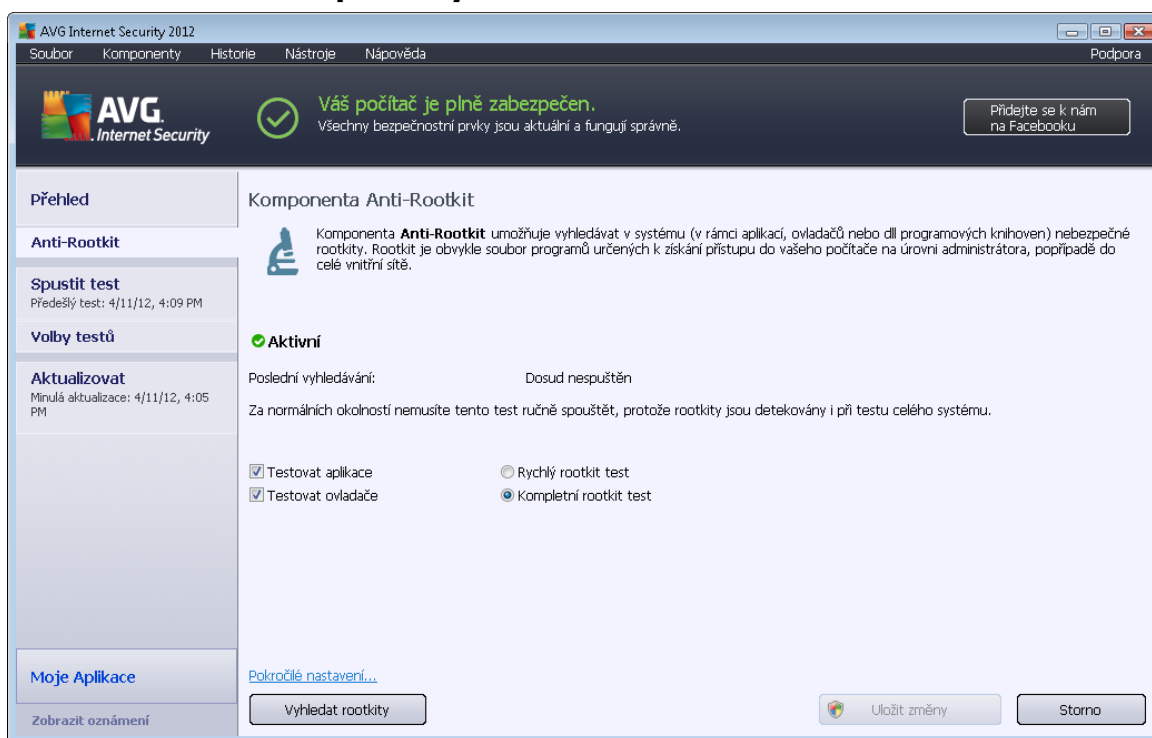 AVG Internet Security 2012
Soubor Komponenty Historie Nástroje Nápověda Podpora
AVG.
Internet Security
Váš počítač je plně zabezpečen.
Všechny bezpečnostní prvky jsou aktuální a fungují správně.
Přidejte se k nám
na Facebooku
Přehled
Anti-Rootkit
Spustit test
Předešlý test: 4/11/12, 4:09 PM
Volby testů
Aktualizovat
Minulá aktualizace: 4/11/12, 4:05
PM
Moje Aplikace
Zobrazit oznámení
Komponenta Anti-Rootkit
Komponenta Anti-Rootkit umožňuje vyhledávat v systému (v rámci aplikací, ovladačů nebo dll programových knihoven) nebezpečné
rootkity. Rootkit je obvykle soubor programů určených k získání přístupu do vašeho počítače na úrovni administrátora, popřípadě do
celé vnitřní sítě.
Aktivní
Poslední vyhledávání: Dosud nespuštěn
Za normálních okolností nemusíte tento test ručně spouštět, protože rootkity jsou detekovány i při testu celého systému.
Testovat aplikace Rychlý rootkit test
Testovat ovladače Kompletní rootkit test
Pokročilé nastavení...
Vyhledat rootkity Uložit změny Storno